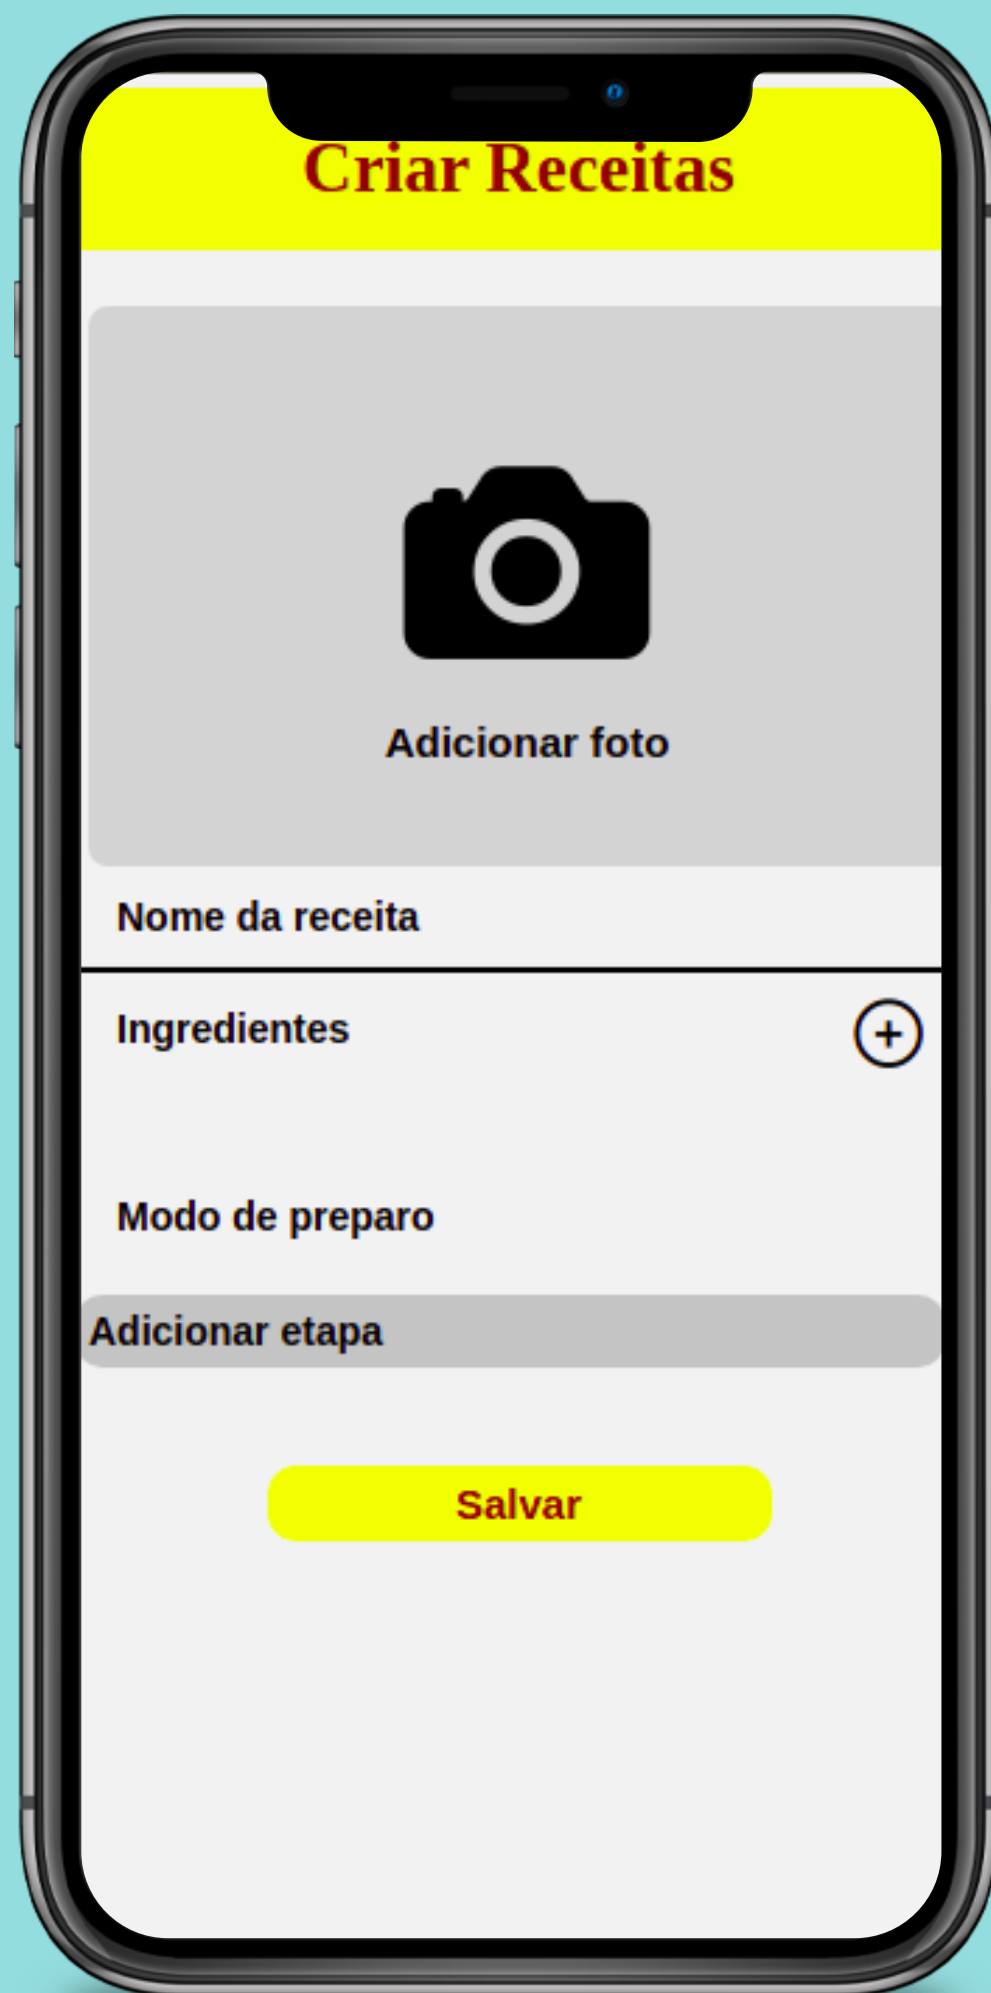 Criar Receitas
Adicionar foto
Nome da receita
Ingredientes
+
Modo de preparo
Adicionar etapa
Salvar